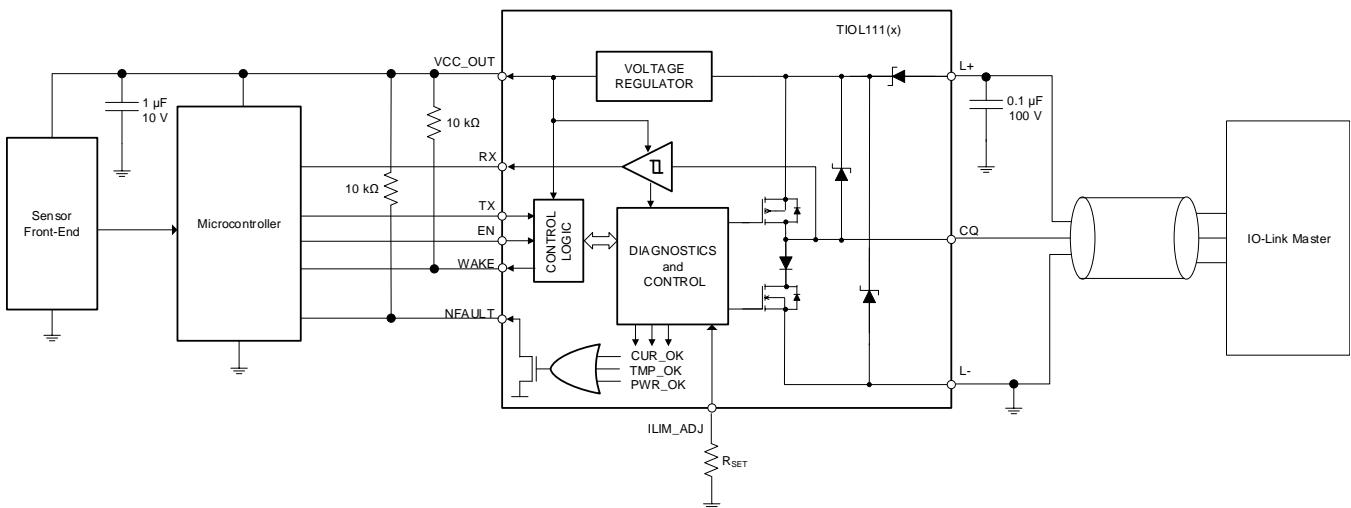 TIOL111(x)
VCC_OUT
VOLTAGE
REGULATOR
L+
1 µF
10 V
10 kΩ
0.1 µF
100 V
RX
10 kΩ
Sensor
Front-End
Microcontroller
TX
EN
WAKE
CONTROL
LOGIC
DIAGNOSTICS
and
CONTROL
CQ
IO-Link Master
NFAULT
CUR_OK
TMP_OK
PWR_OK
L-
ILIM_ADJ
RSET